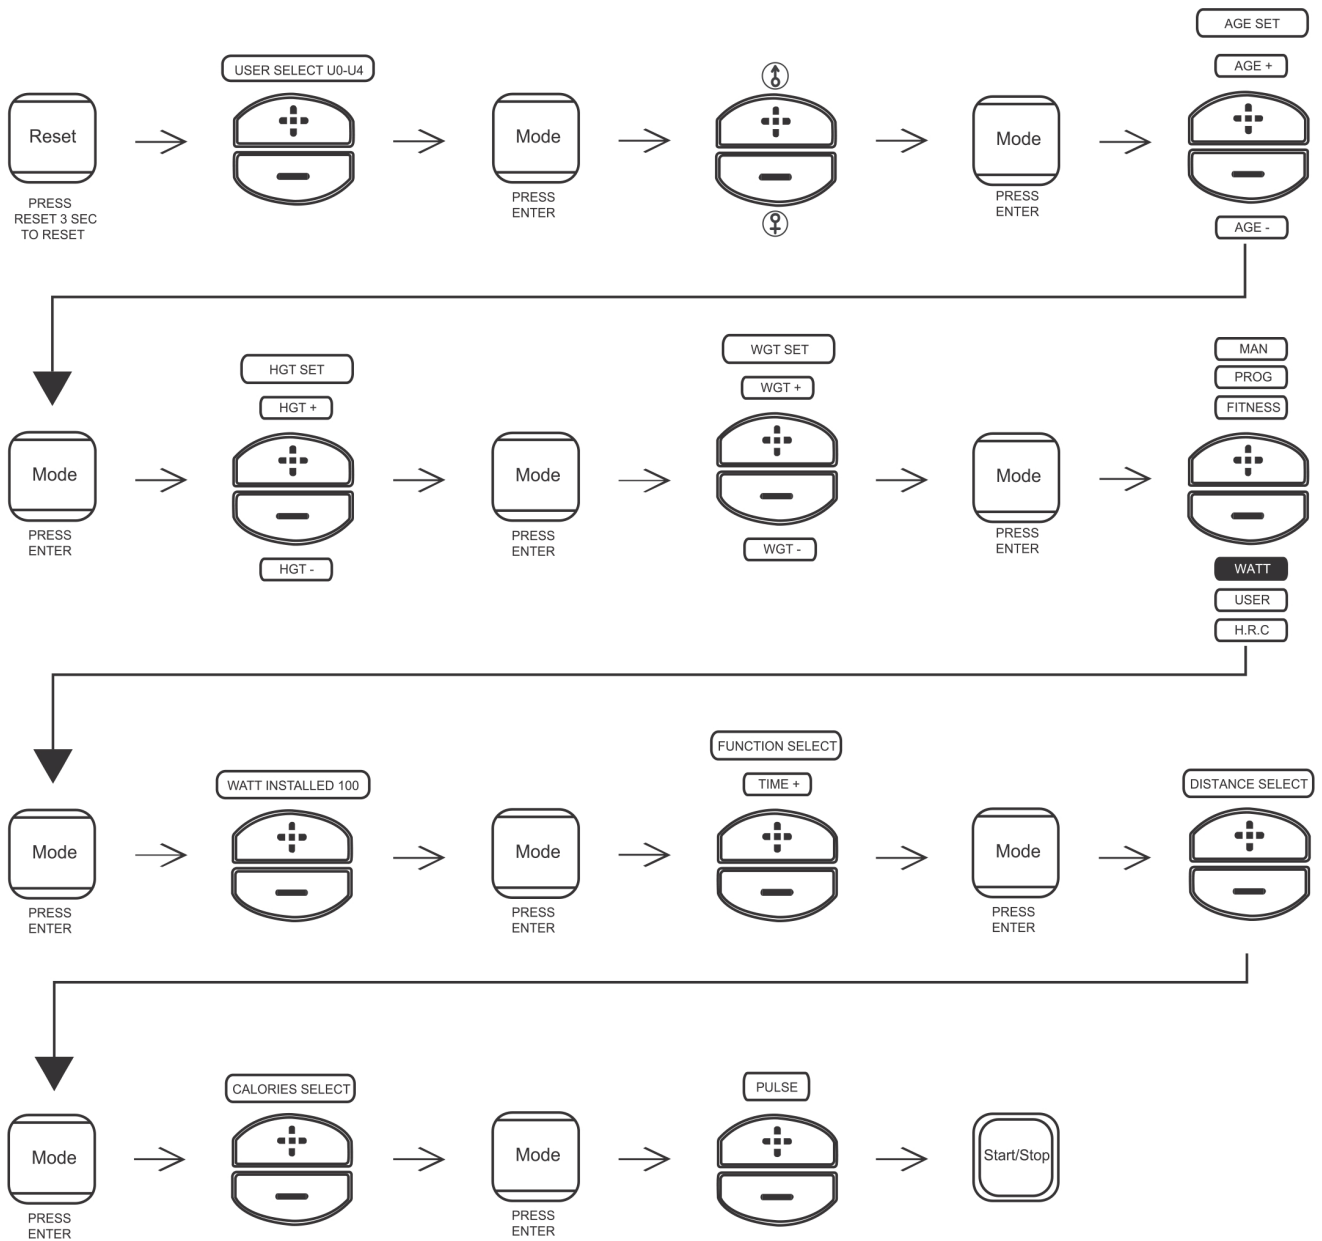 AGE SET
USER SELECT U0-U4
AGE +
Reset
Mode
Mode
PRESS
RESET 3 SEC
TO RESET
PRESS
ENTER
PRESS
ENTER
AGE -
HGT SET
HGT +
WGT SET
WGT +
MAN
PROG
FITNESS
Mode
Mode
Mode
PRESS
ENTER
HGT -
PRESS
ENTER
WGT -
PRESS
ENTER
WATT
USER
H.R.C
WATT INSTALLED 100
FUNCTION SELECT
TIME +
DISTANCE SELECT
Mode
Mode
Mode
PRESS
ENTER
PRESS
ENTER
PRESS
ENTER
CALORIES SELECT
PULSE
Mode
Mode
Start/Stop
PRESS
ENTER
PRESS
ENTER